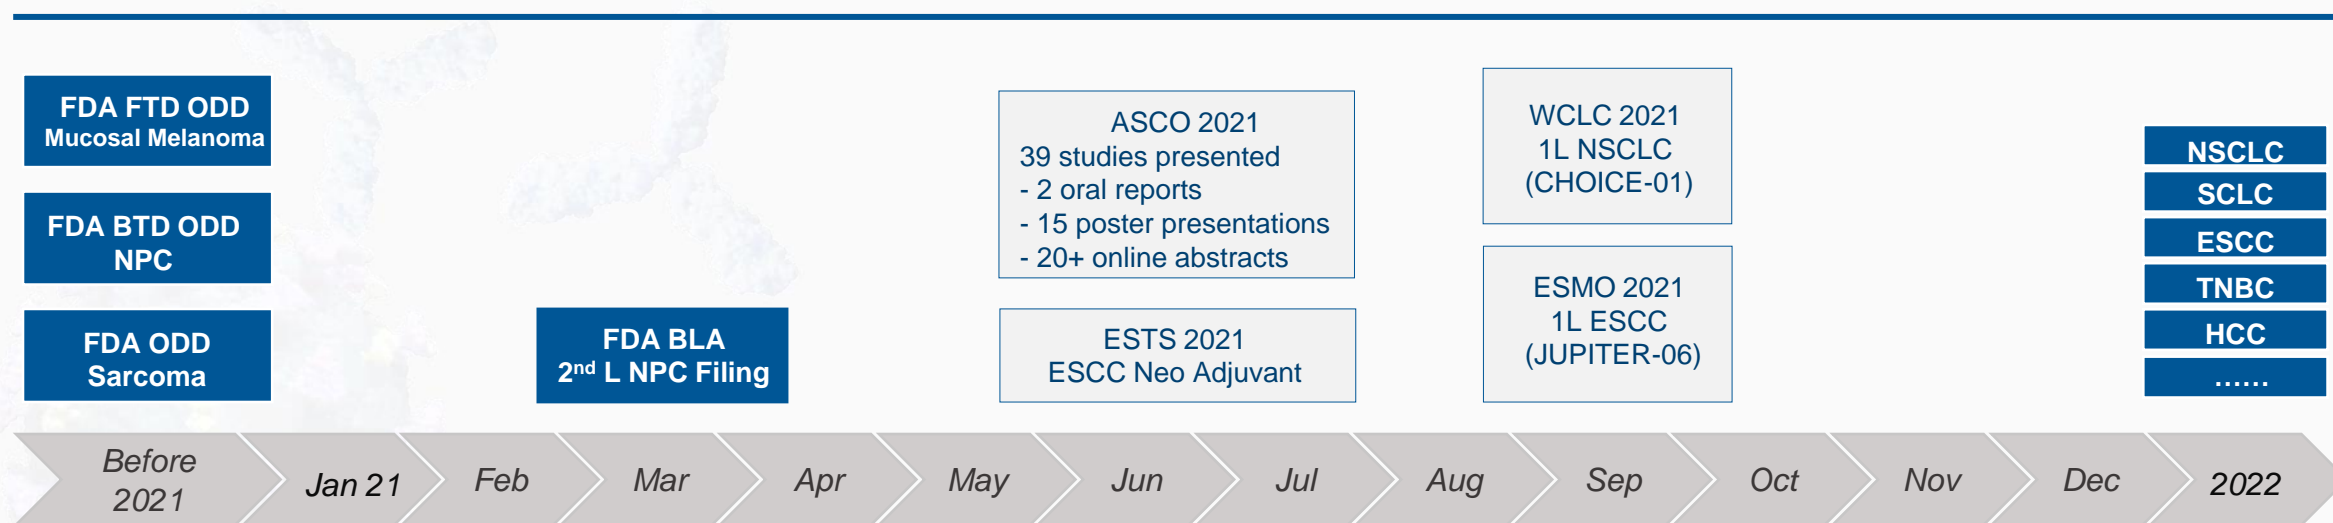 FDA FTD ODD
Mucosal Melanoma
FDA BTD ODD
NPC
FDA ODD
Sarcoma
FDA BLA
2nd L NPC Filing
ASCO 2021
39 studies presented
- 2 oral reports
- 15 poster presentations
- 20+ online abstracts
ESTS 2021
ESCC Neo Adjuvant
WCLC 2021
1L NSCLC
(CHOICE-01)
ESMO 2021
1L ESCC
(JUPITER-06)
NSCLC
SCLC
ESCC
TNBC
HCC
……
Before
2021
Jan 21
Feb
Mar
Apr
May
Jun
Jul
Aug
Sep
Oct
Nov
Dec
2022